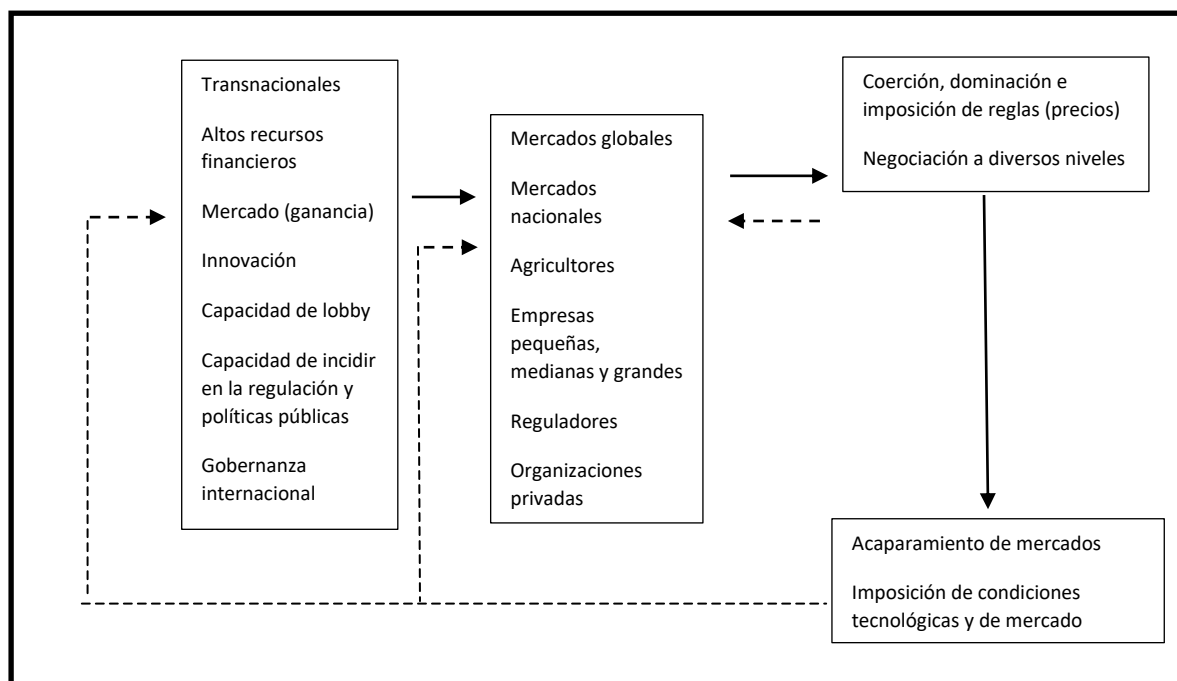 Transnacionales
Altos recursos
financieros
Mercado (ganancia)
Innovación
Capacidad de lobby
Capacidad de incidir
en la regulación y
políticas públicas
Gobernanza
internacional
Mercados globales
Mercados
nacionales
Agricultores
Empresas
pequeñas,
medianas y grandes
Reguladores
Organizaciones
privadas
Coerción, dominación e
imposición de reglas (precios)
Negociación a diversos niveles
Acaparamiento de mercados
Imposición de condiciones
tecnológicas y de mercado